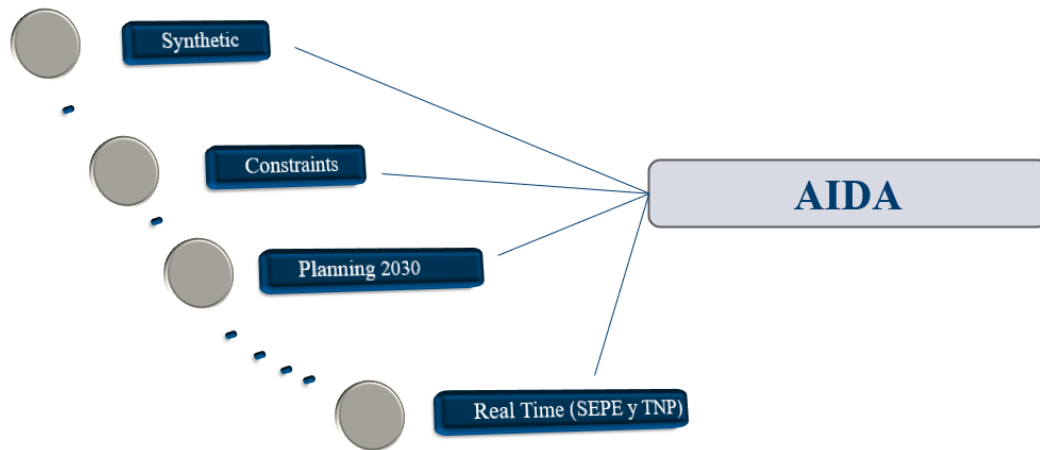 Synthetic
Constraints
AIDA
Planning 2030
Real Time (SEPE y TNP)